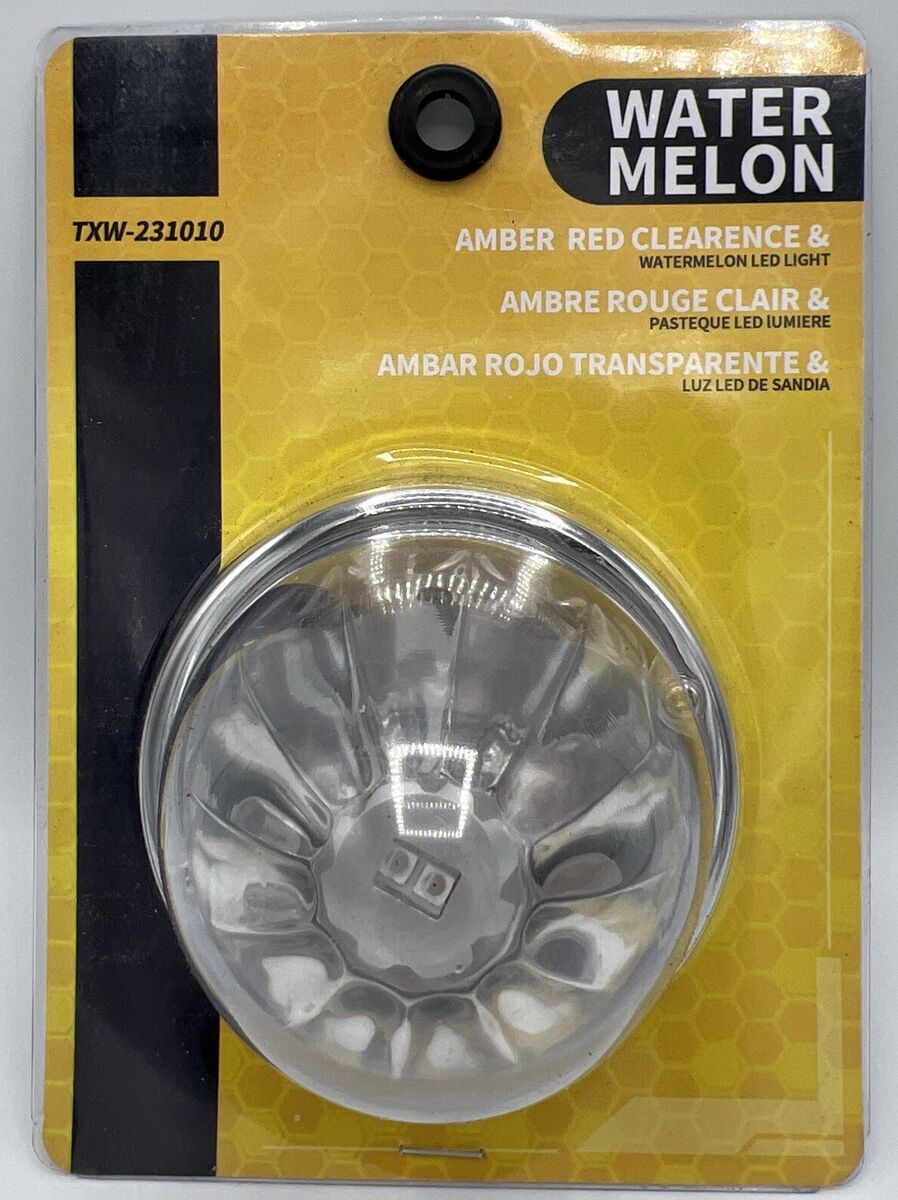 WATER
MELON
TXW-231010
AMBER RED CLEARENCE &
WATERMELON LED LIGHT
AMBRE ROUGE CLAIR &
PASTEQUE LED lUMIERE
AMBAR ROJO TRANSPARENTE &
LUZ LED DE SANDIA